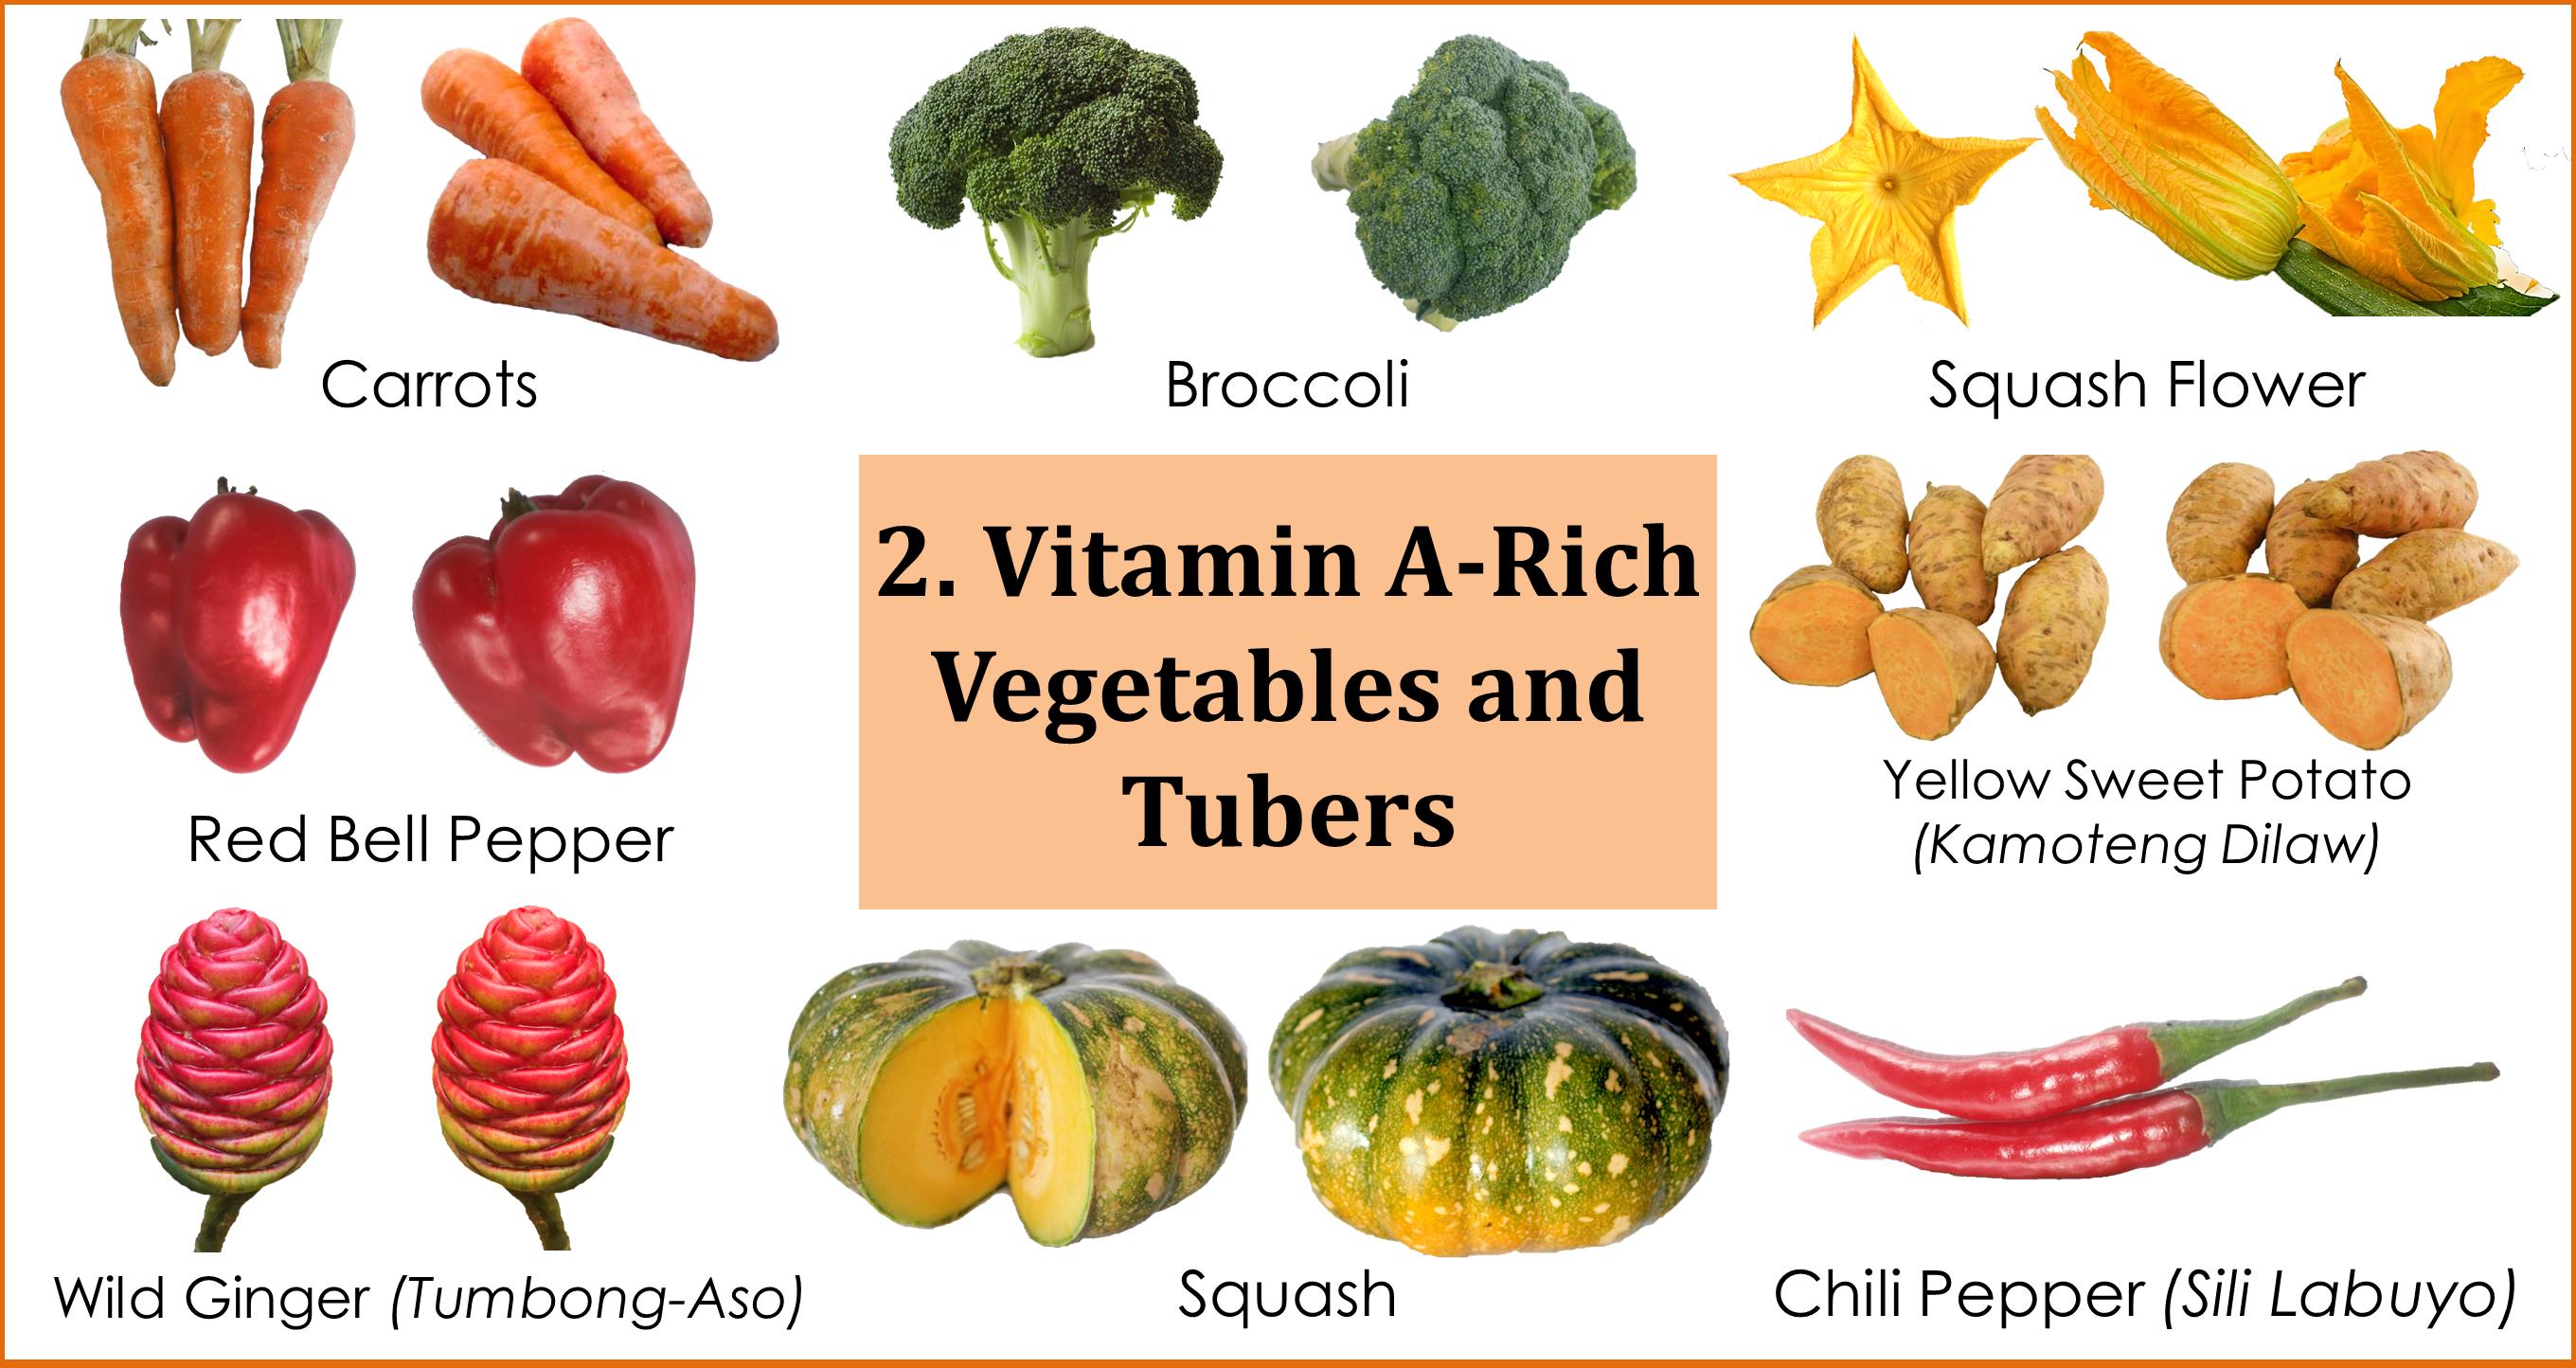 Carrots
Broccoli
Squash Flower
Red Bell Pepper
2. Vitamin A-Rich
Vegetables and
Tubers
Yellow Sweet Potato
(Kamoteng Dilaw)
Wild Ginger (Tumbong-Aso)
Squash
Chili Pepper (Sili Labuyo)